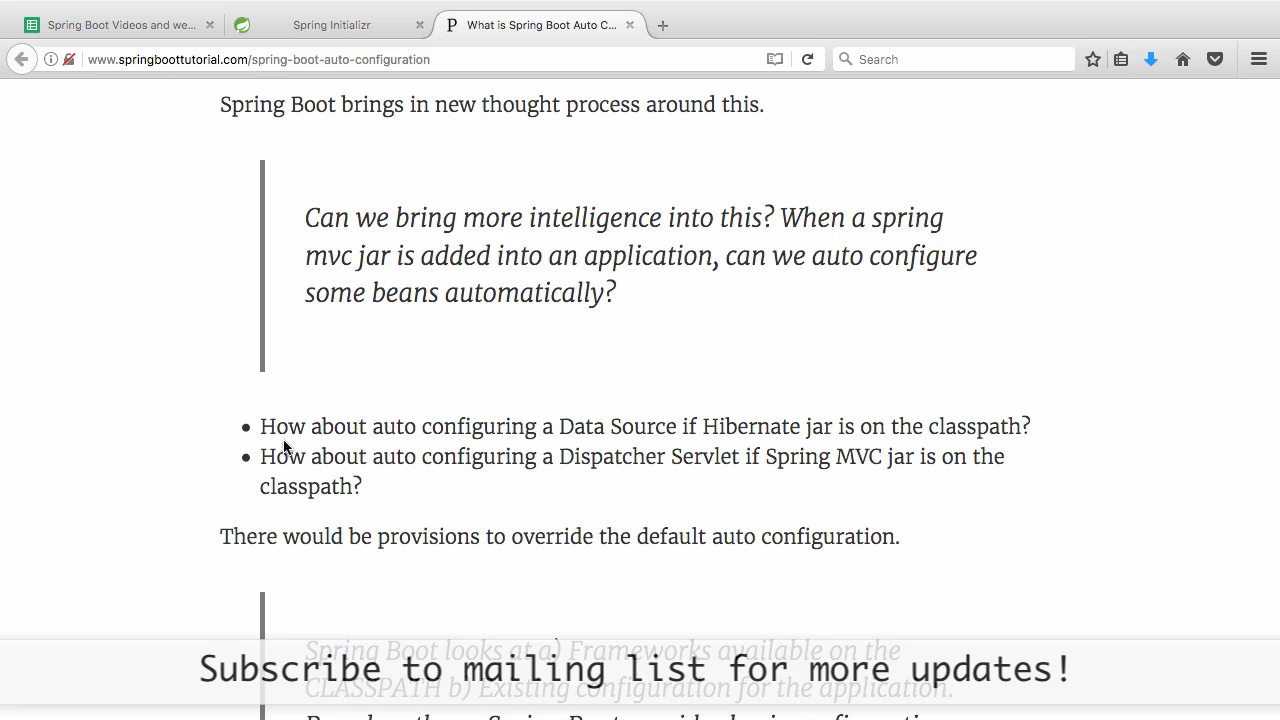 Spring Boot Videos and we...
Spring Initializr
What is Spring Boot Auto C...
www.springboottutorial.com/spring-boot-auto-configuration
Search
Spring Boot brings in new thought process around this.
Can we bring more intelligence into this? When a spring
mvc jar is added into an application, can we auto configure
some beans automatically?
How about auto configuring a Data Source if Hibernate jar is on the classpath?
How about auto configuring a Dispatcher Servlet if Spring MVC jar is on the
classpath?
There would be provisions to override the default auto configuration.
Spring Boot looks at a) Frameworks available on the
Subscribe to mailing list for more updates!
CLASSPATH b) Existing configuration for the application.